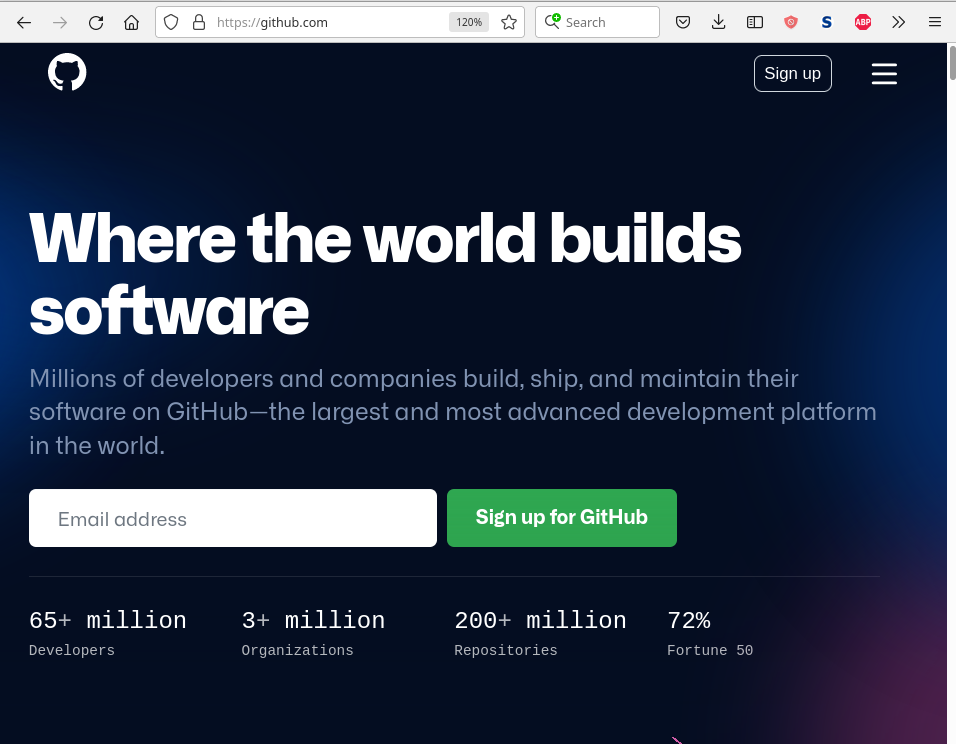 https://github.com
120%
Search
S
ABP
Sign up
Where the world builds
software
Millions of developers and companies build, ship, and maintain their
software on GitHub—the largest and most advanced development platform
in the world.
Email address
Sign up for GitHub
65+ million
3+ million
200+ million
72%
Developers
Organizations
Repositories
Fortune 50